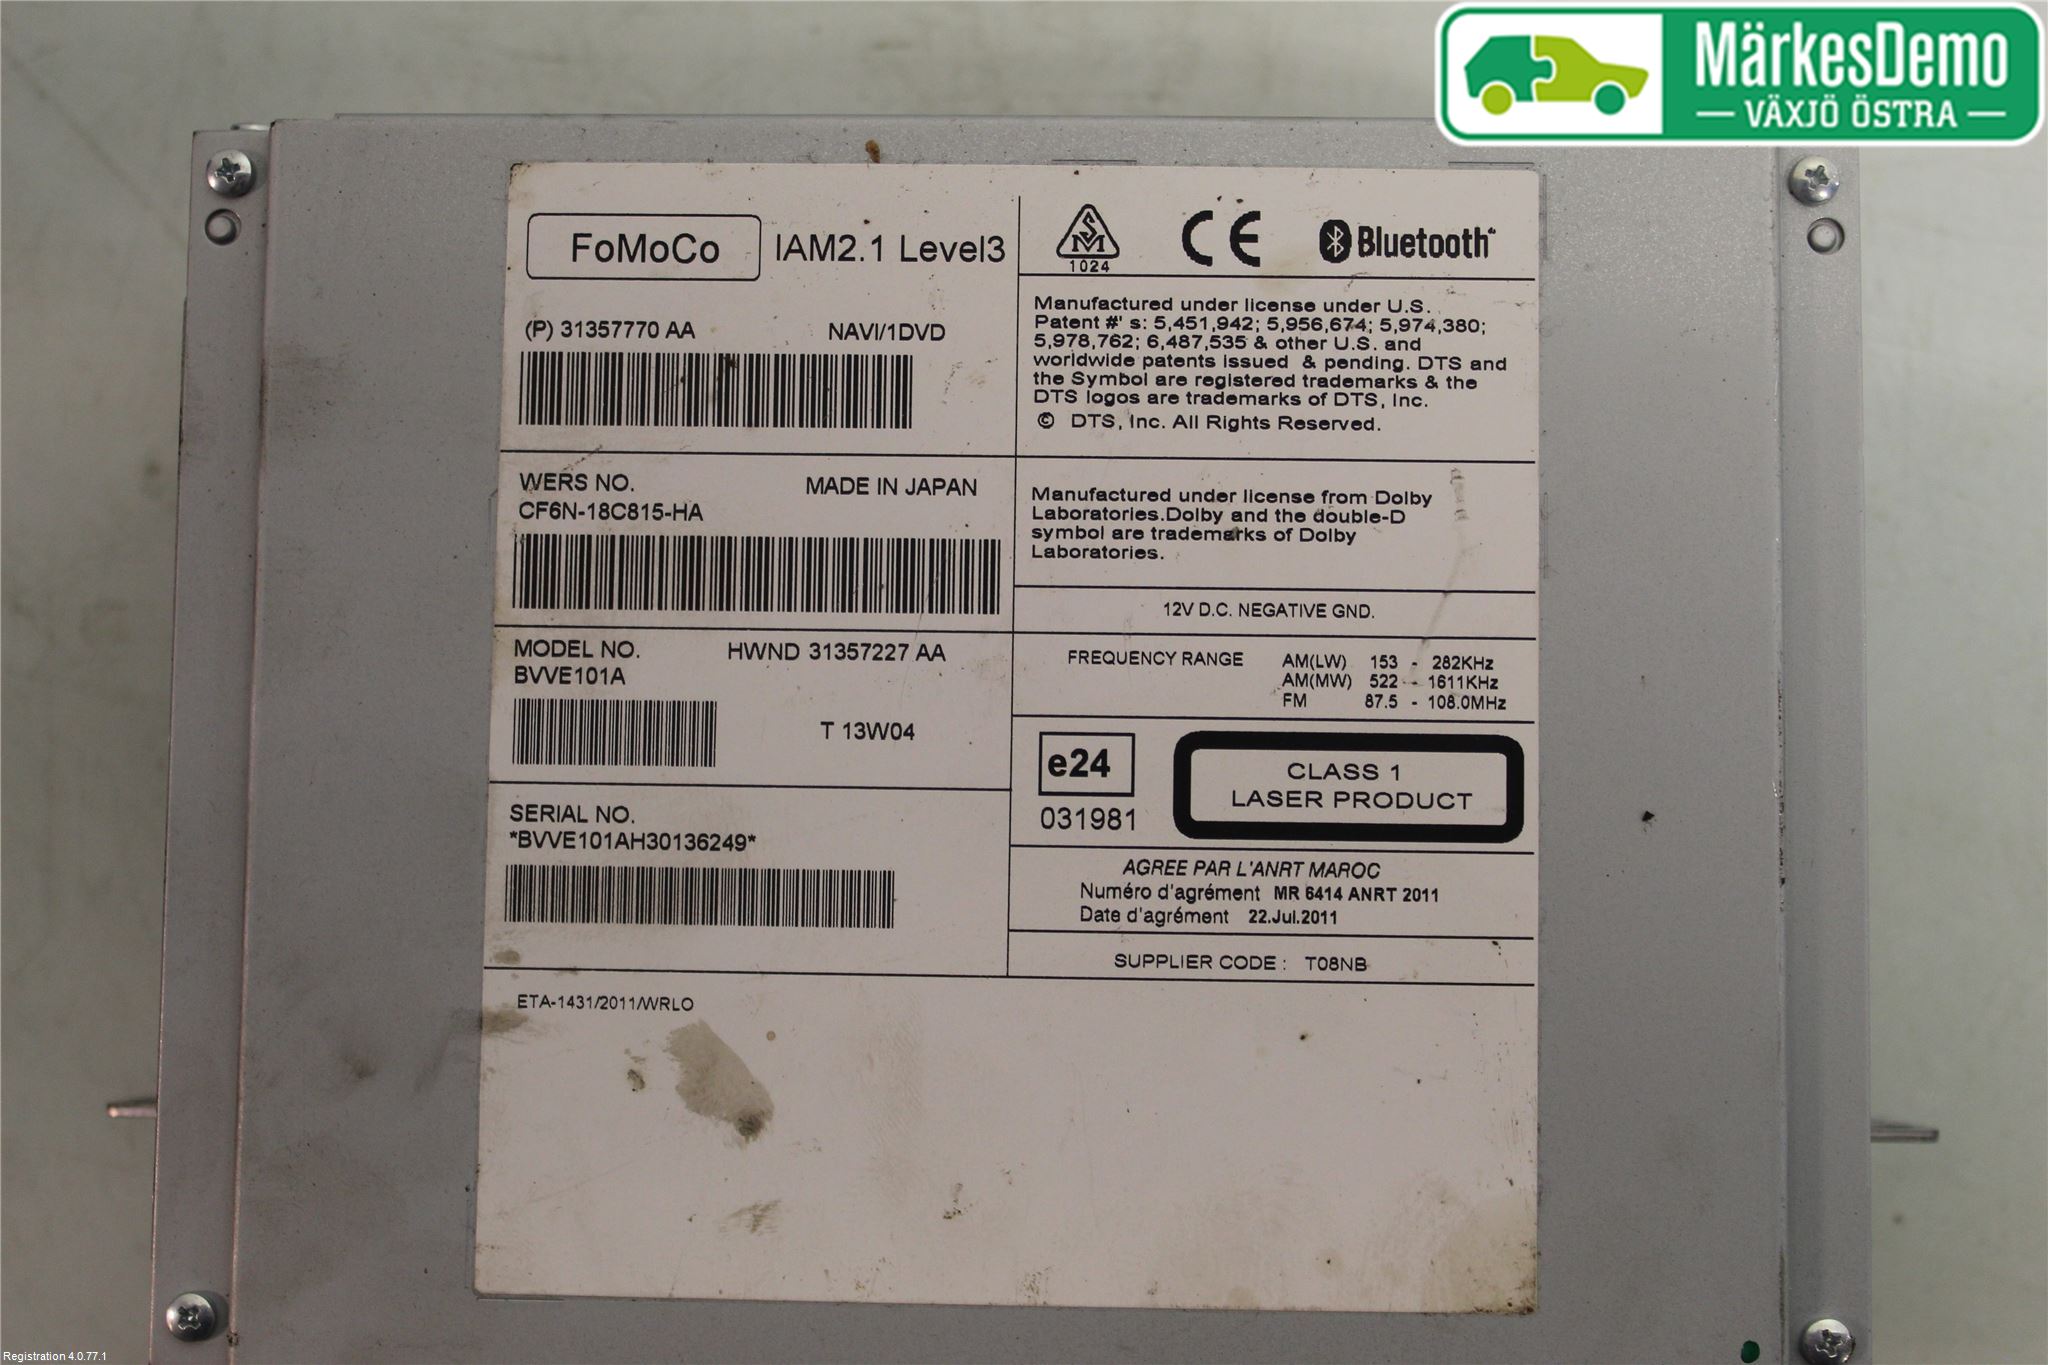 MärkesDemo
VÄXJÖ ÖSTRA
FoMoCo IAM2.1 Level3
(P) 31357770 AA NAVI/1DVD
WERS NO. MADE IN JAPAN
CF6N-18C815-HA
MODEL NO. HWND 31357227 AA
BVVE101A
T 13W04
SERIAL NO.
*BVVE101AH30136249*
ETA-1431/2011/WRLO
SM
1024
CE
Bluetooth
Manufactured under license under U.S.
Patent #' s: 5,451,942; 5,956,674; 5,974,380;
5,978,762; 6,487,535 & other U.S. and
worldwide patents issued & pending. DTS and
the Symbol are registered trademarks & the
DTS logos are trademarks of DTS, Inc.
© DTS, Inc. All Rights Reserved.
Manufactured under license from Dolby
Laboratories.Dolby and the double-D
symbol are trademarks of Dolby
Laboratories.
12V D.C. NEGATIVE GND.
FREQUENCY RANGE AM(LW) 153 - 282KHz
AM(MW) 522 - 1611KHz
FM 87.5 - 108.0MHz
e24
031981
CLASS 1
LASER PRODUCT
AGREE PAR L'ANRT MAROC
Numéro d'agrément MR 6414 ANRT 2011
Date d'agrément 22.Jul.2011
SUPPLIER CODE : T08NB
Registration 4.0.77.1